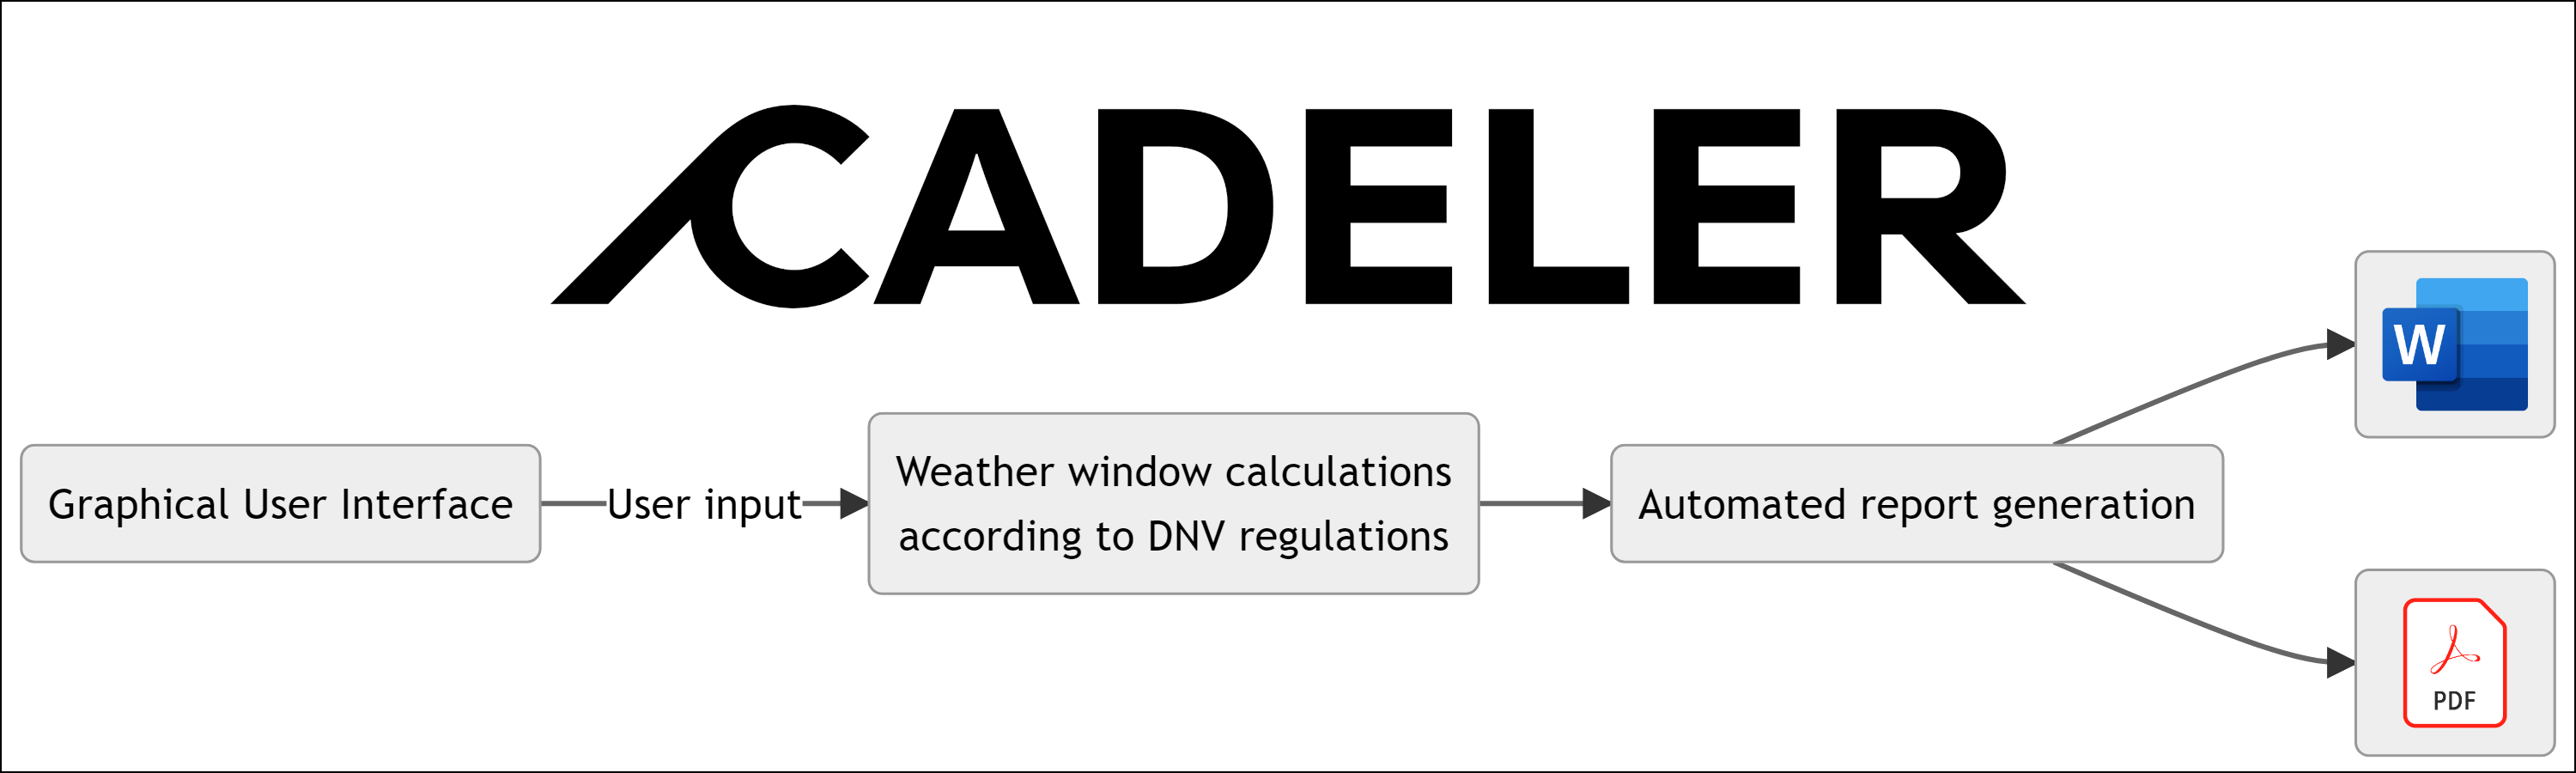 CADELER
Graphical User Interface
User input
Weather window calculations
according to DNV regulations
Automated report generation
W
PDF